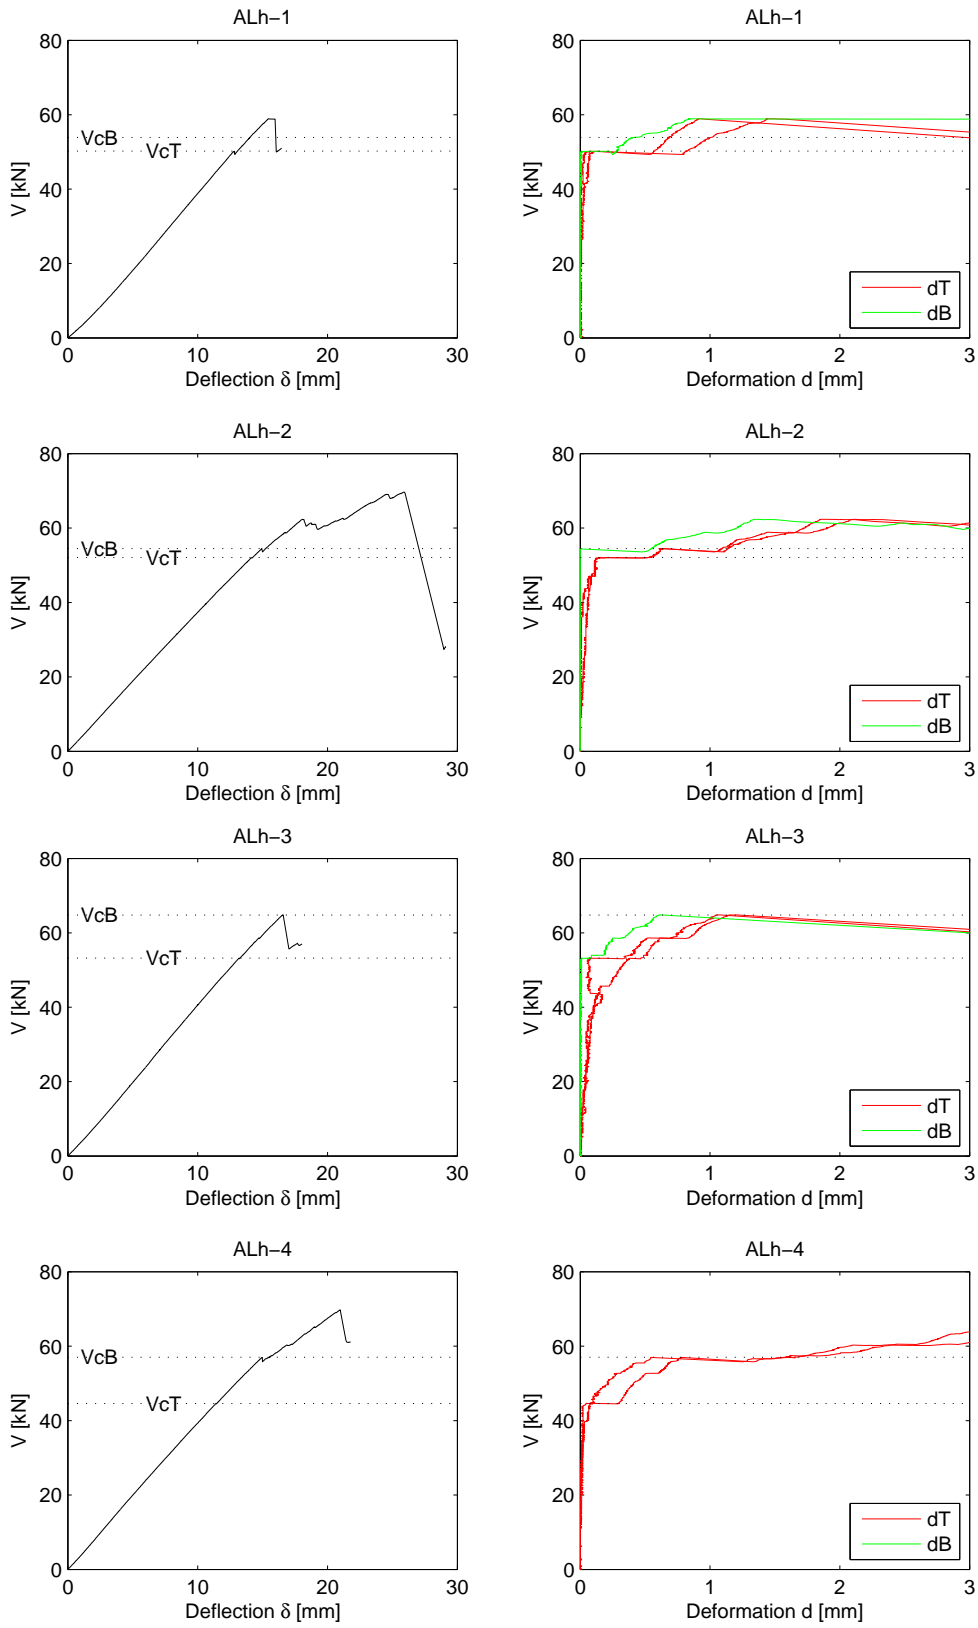 ALh−1
ALh−1
80
60
40
20
0
V [kN]
VcB
VcT
0 10 20 30
Deflection δ [mm]
80
60
40
20
0
V [kN]
dT
dB
0 1 2 3
Deformation d [mm]
ALh−2
ALh−2
80
60
40
20
0
V [kN]
VcB
VcT
0 10 20 30
Deflection δ [mm]
80
60
40
20
0
V [kN]
dT
dB
0 1 2 3
Deformation d [mm]
ALh−3
ALh−3
80
60
40
20
0
V [kN]
VcB
VcT
0 10 20 30
Deflection δ [mm]
80
60
40
20
0
V [kN]
dT
dB
0 1 2 3
Deformation d [mm]
ALh−4
ALh−4
80
60
40
20
0
V [kN]
VcB
VcT
0 10 20 30
Deflection δ [mm]
80
60
40
20
0
V [kN]
dT
dB
0 1 2 3
Deformation d [mm]